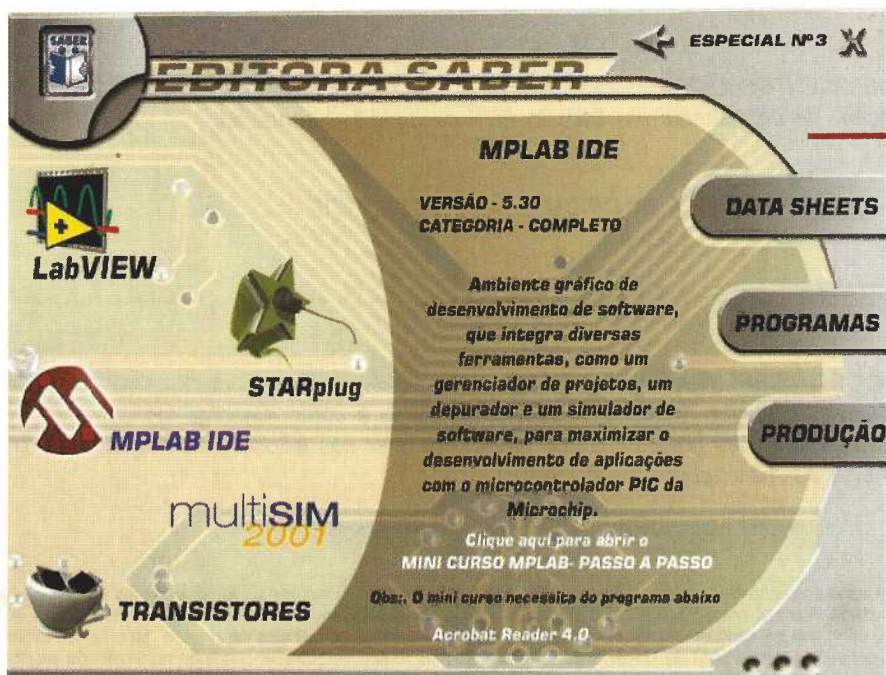 SABER
EDITORA SABER
ESPECIAL Nº3
LabVIEW
STARplug
MPLAB IDE
multiSIM
2001
TRANSISTORES
MPLAB IDE
VERSÃO - 5.30
CATEGORIA - COMPLETO
Ambiente gráfico de
desenvolvimento de software,
que integra diversas
ferramentas, como um
gerenciador de projetos, um
depurador e um simulador de
software, para maximizar o
desenvolvimento de aplicações
com o microcontrolador PIC da
Microchip.
Clique aqui para abrir o
MINI CURSO MPLAB- PASSO A PASSO
Obs:. O mini curso necessita do programa abaixo
Acrobat Reader 4.0
DATA SHEETS
PROGRAMAS
PRODUÇÃO